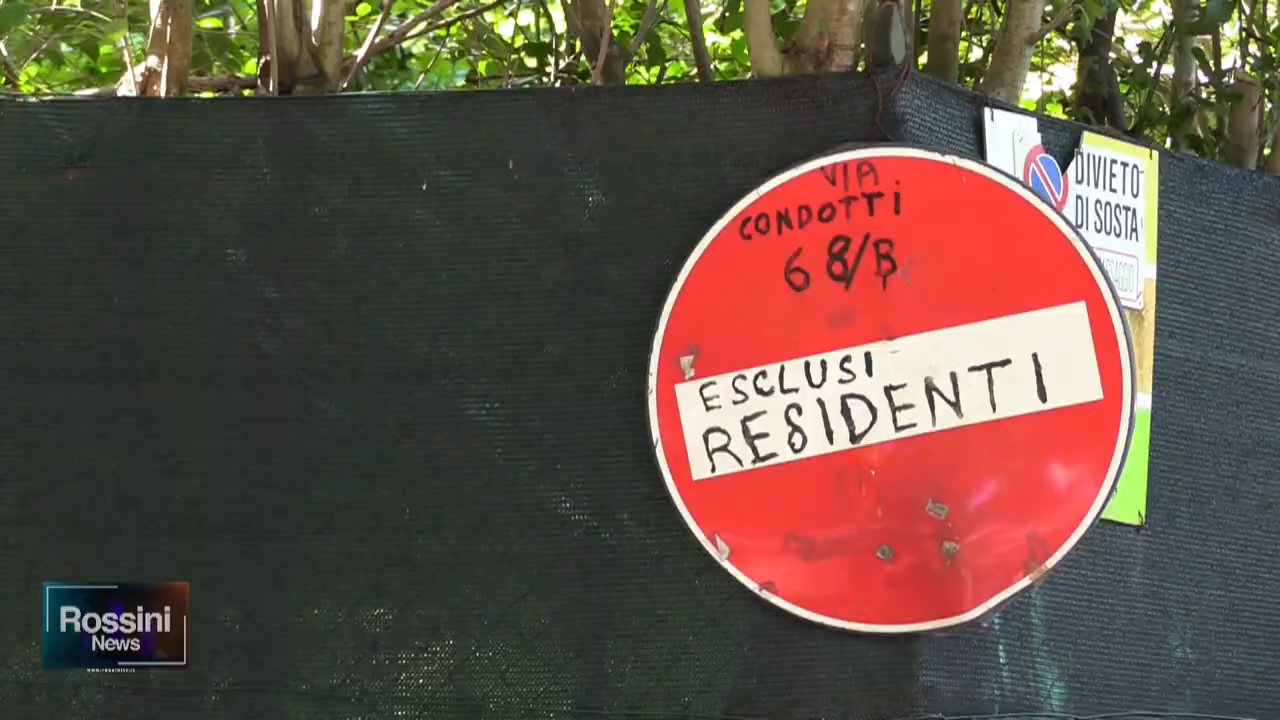 VIA
CONDOTTI
68/B
ESCLUSI
RESIDENTI
DIVIETO
DI SOSTA
Rossini
News